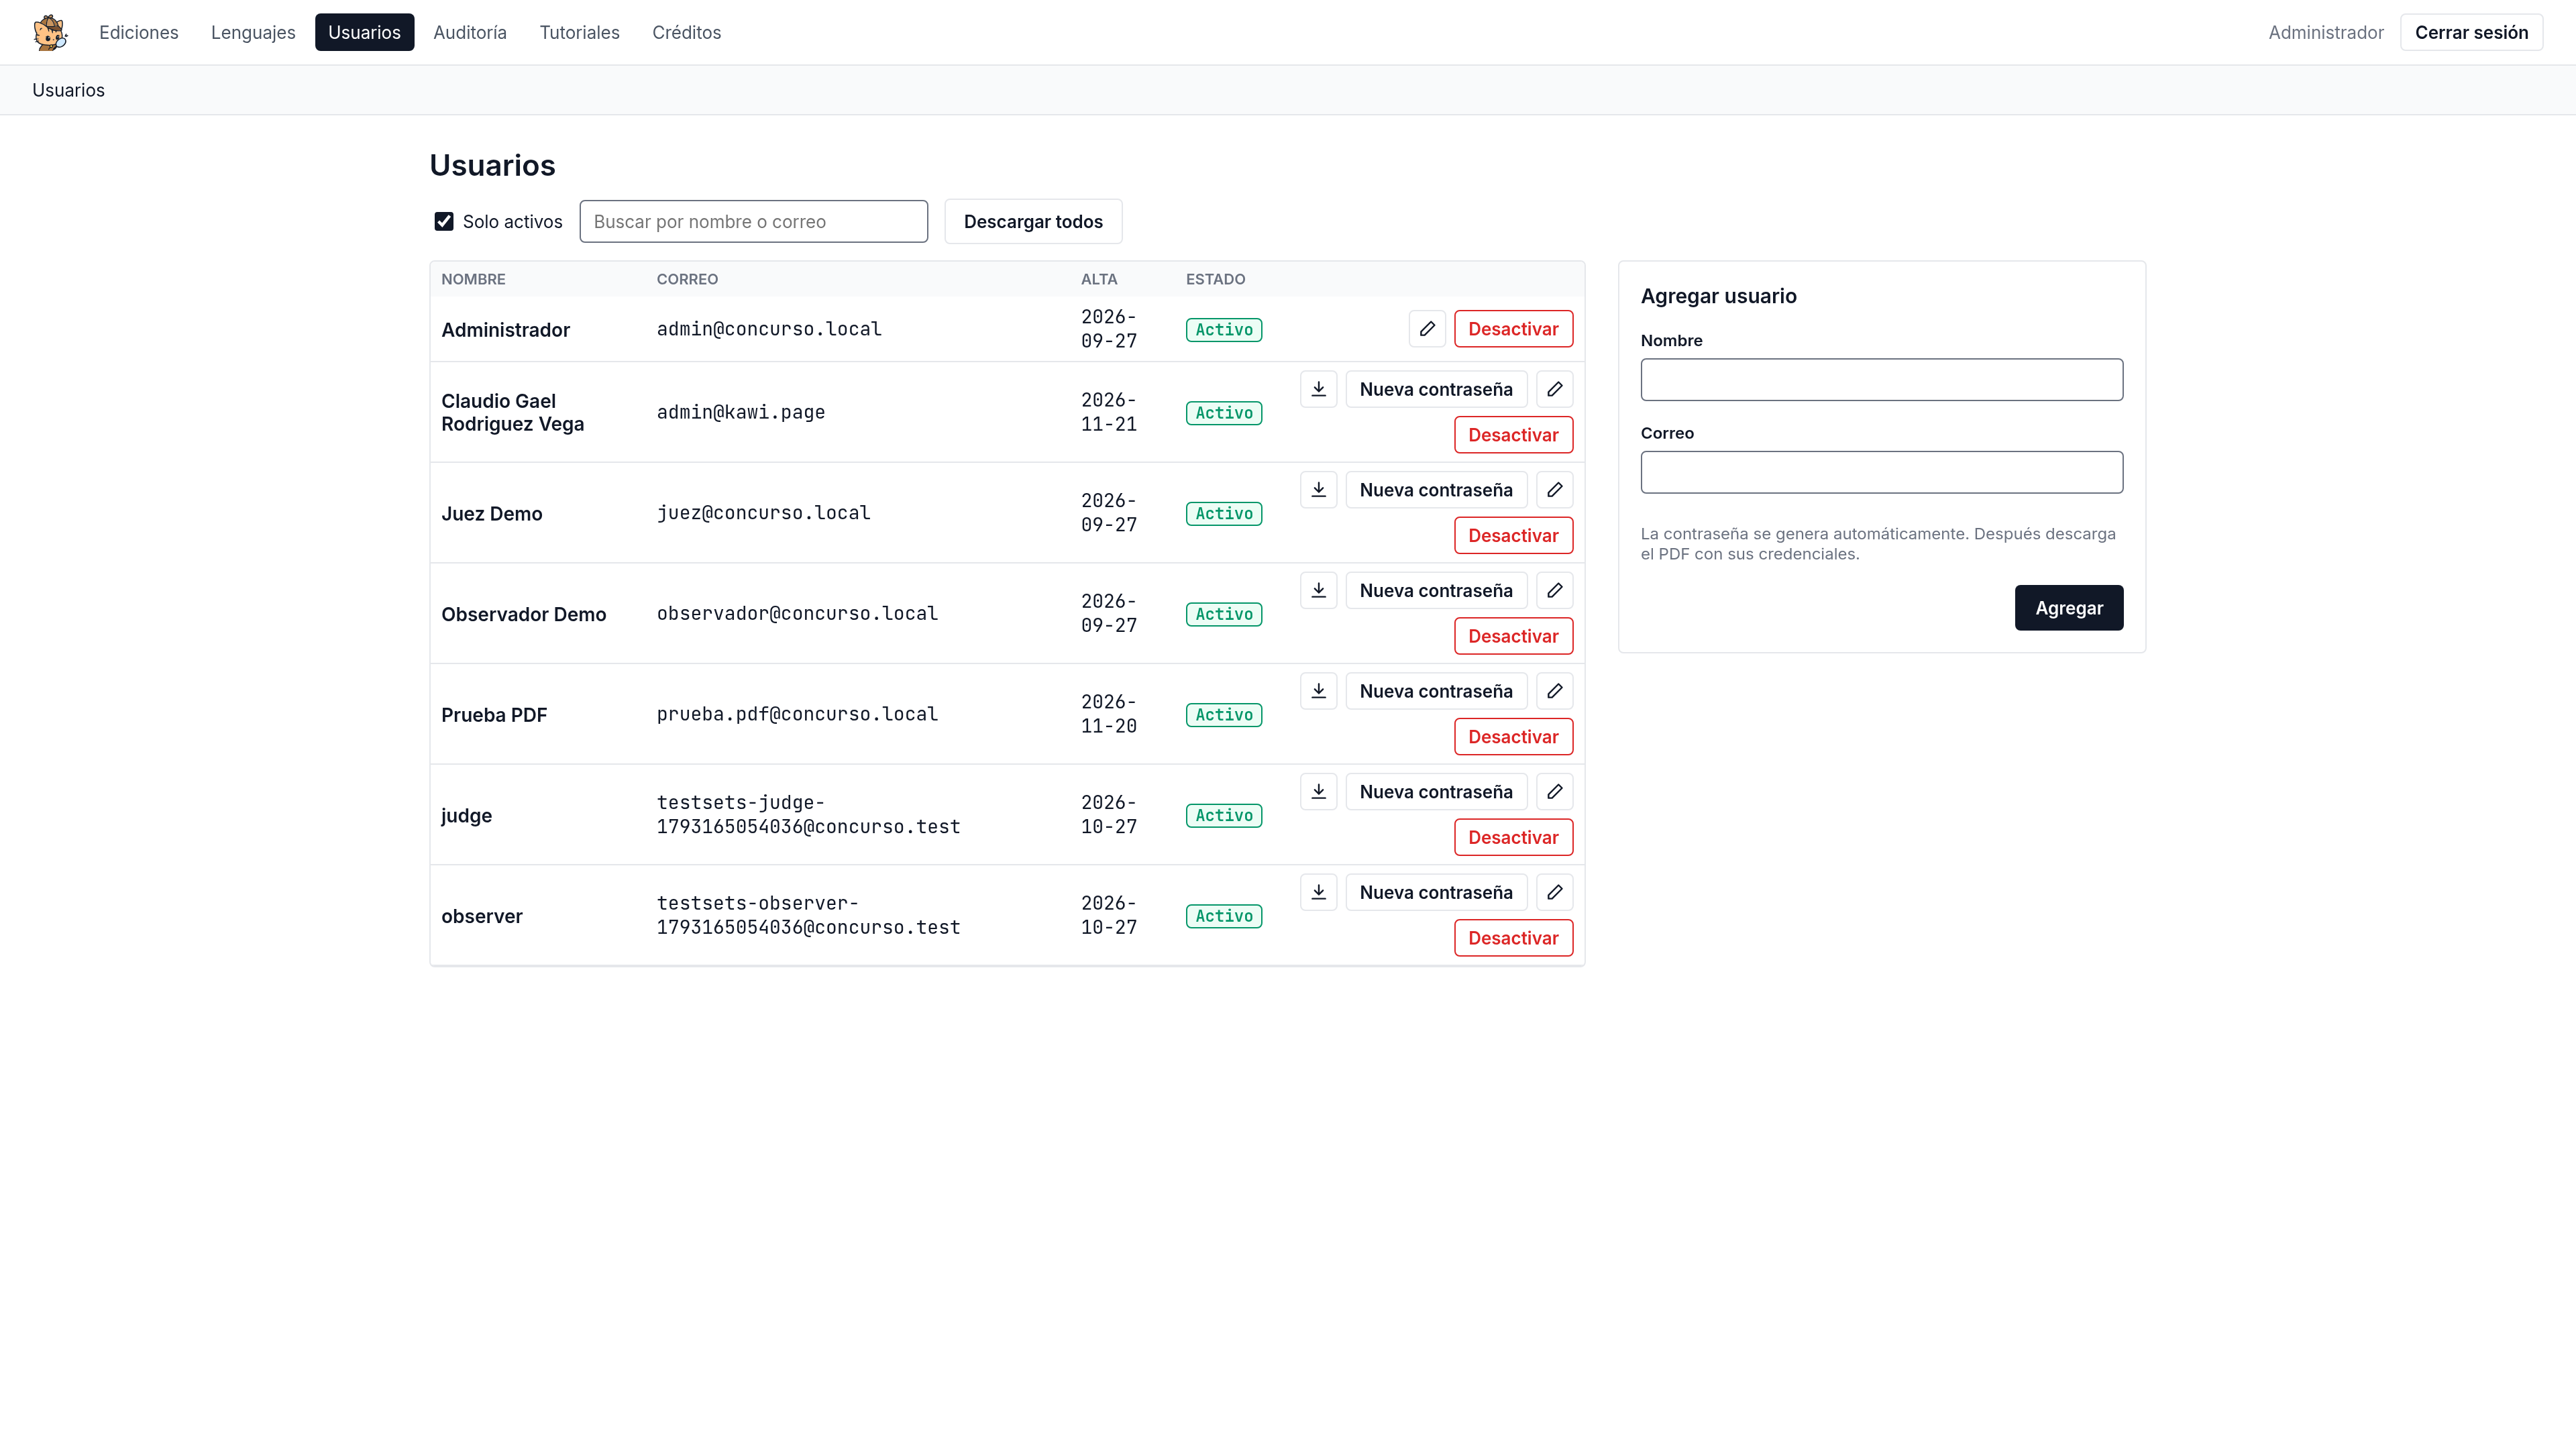 Ediciones Lenguajes Usuarios Auditoría Tutoriales Créditos Administrador Cerrar sesión
Usuarios
Usuarios
Solo activos Buscar por nombre o correo Descargar todos
NOMBRE CORREO ALTA ESTADO
Administrador admin@concurso.local 2026-
09-27 Activo Desactivar
Claudio Gael
Rodriguez Vega admin@kawi.page 2026-
11-21 Activo Nueva contraseña
Desactivar
Juez Demo juez@concurso.local 2026-
09-27 Activo Nueva contraseña
Desactivar
Observador Demo observador@concurso.local 2026-
09-27 Activo Nueva contraseña
Desactivar
Prueba PDF prueba.pdf@concurso.local 2026-
11-20 Activo Nueva contraseña
Desactivar
judge testsets-judge-
1793165054036@concurso.test 2026-
10-27 Activo Nueva contraseña
Desactivar
observer testsets-observer-
1793165054036@concurso.test 2026-
10-27 Activo Nueva contraseña
Desactivar
Agregar usuario
Nombre
Correo
La contraseña se genera automáticamente. Después descarga
el PDF con sus credenciales.
Agregar